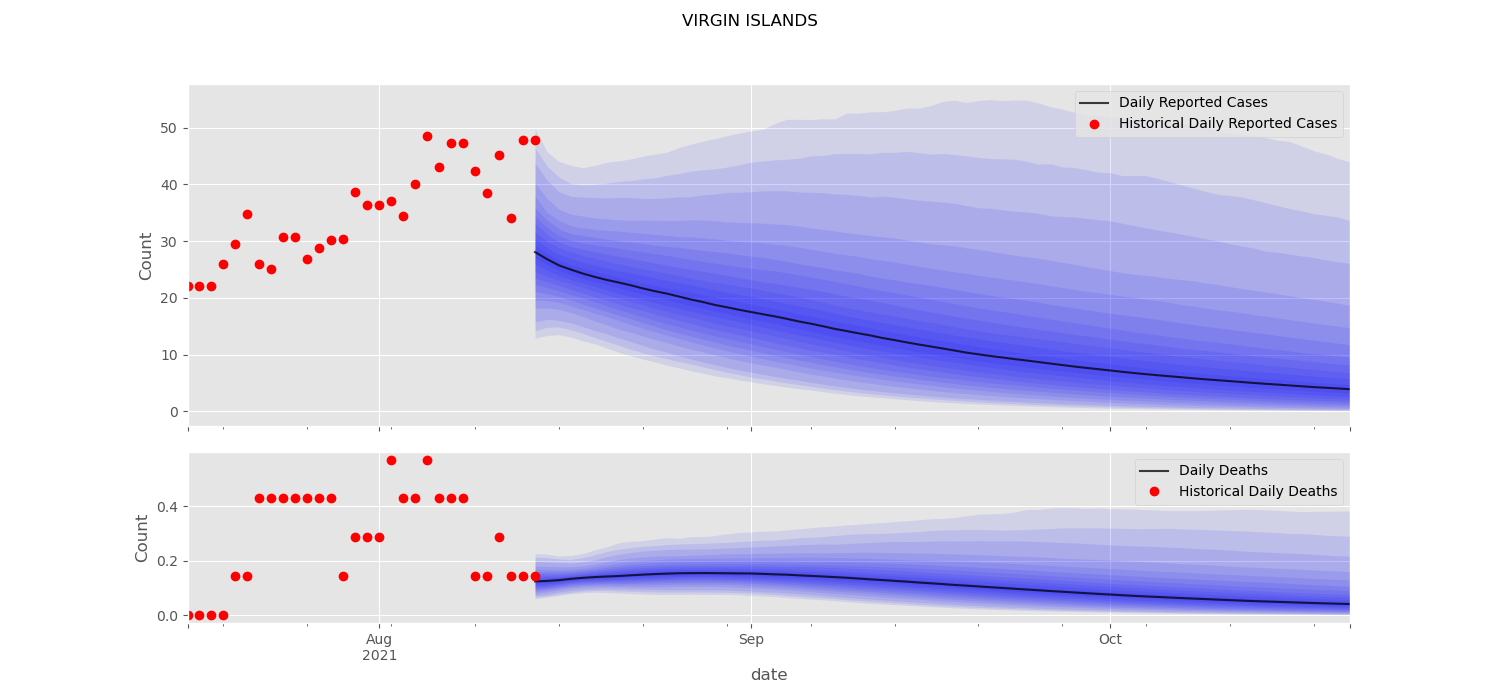 VIRGIN ISLANDS
Daily Reported Cases
Historical Daily Reported Cases
Count
50
40
30
20
10
0
Daily Deaths
Historical Daily Deaths
Count
0.4
0.2
0.0
Aug
2021
Sep
Oct
date